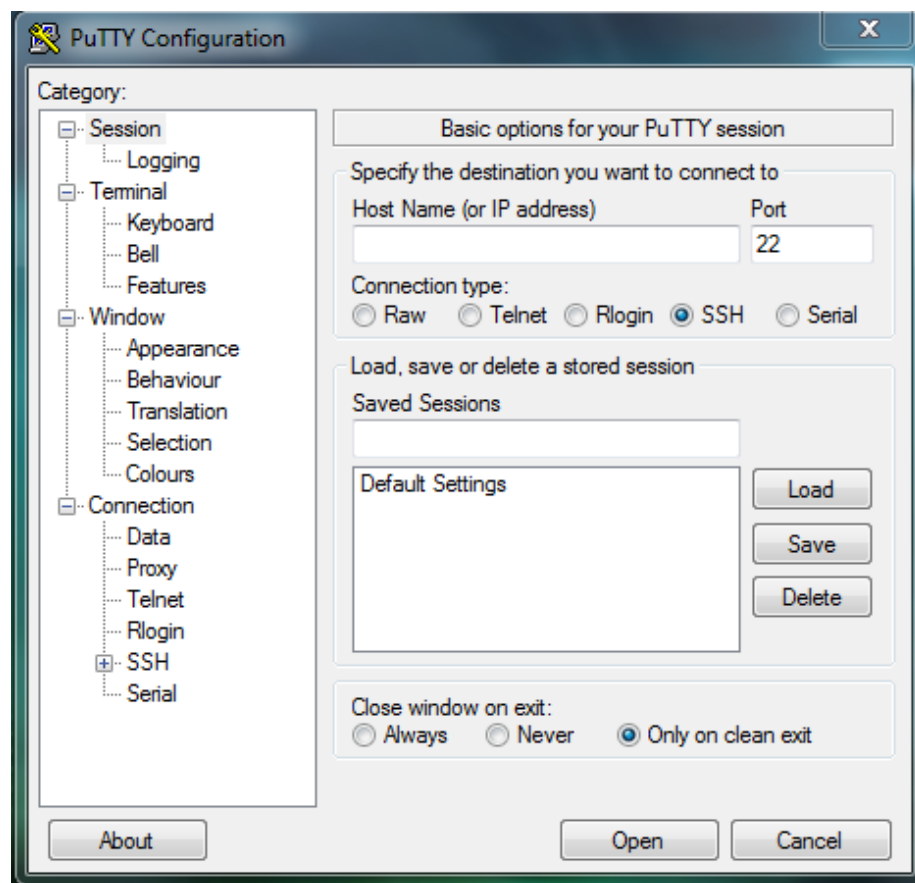 PuTTY Configuration
X
Category:
Session
Logging
Terminal
Keyboard
Bell
Features
Window
Appearance
Behaviour
Translation
Selection
Colours
Connection
Data
Proxy
Telnet
Rlogin
SSH
Serial
Basic options for your PuTTY session
Specify the destination you want to connect to
Host Name (or IP address) Port
22
Connection type:
Raw Telnet Rlogin SSH Serial
Load, save or delete a stored session
Saved Sessions
Default Settings
Load
Save
Delete
Close window on exit:
Always Never Only on clean exit
About Open Cancel